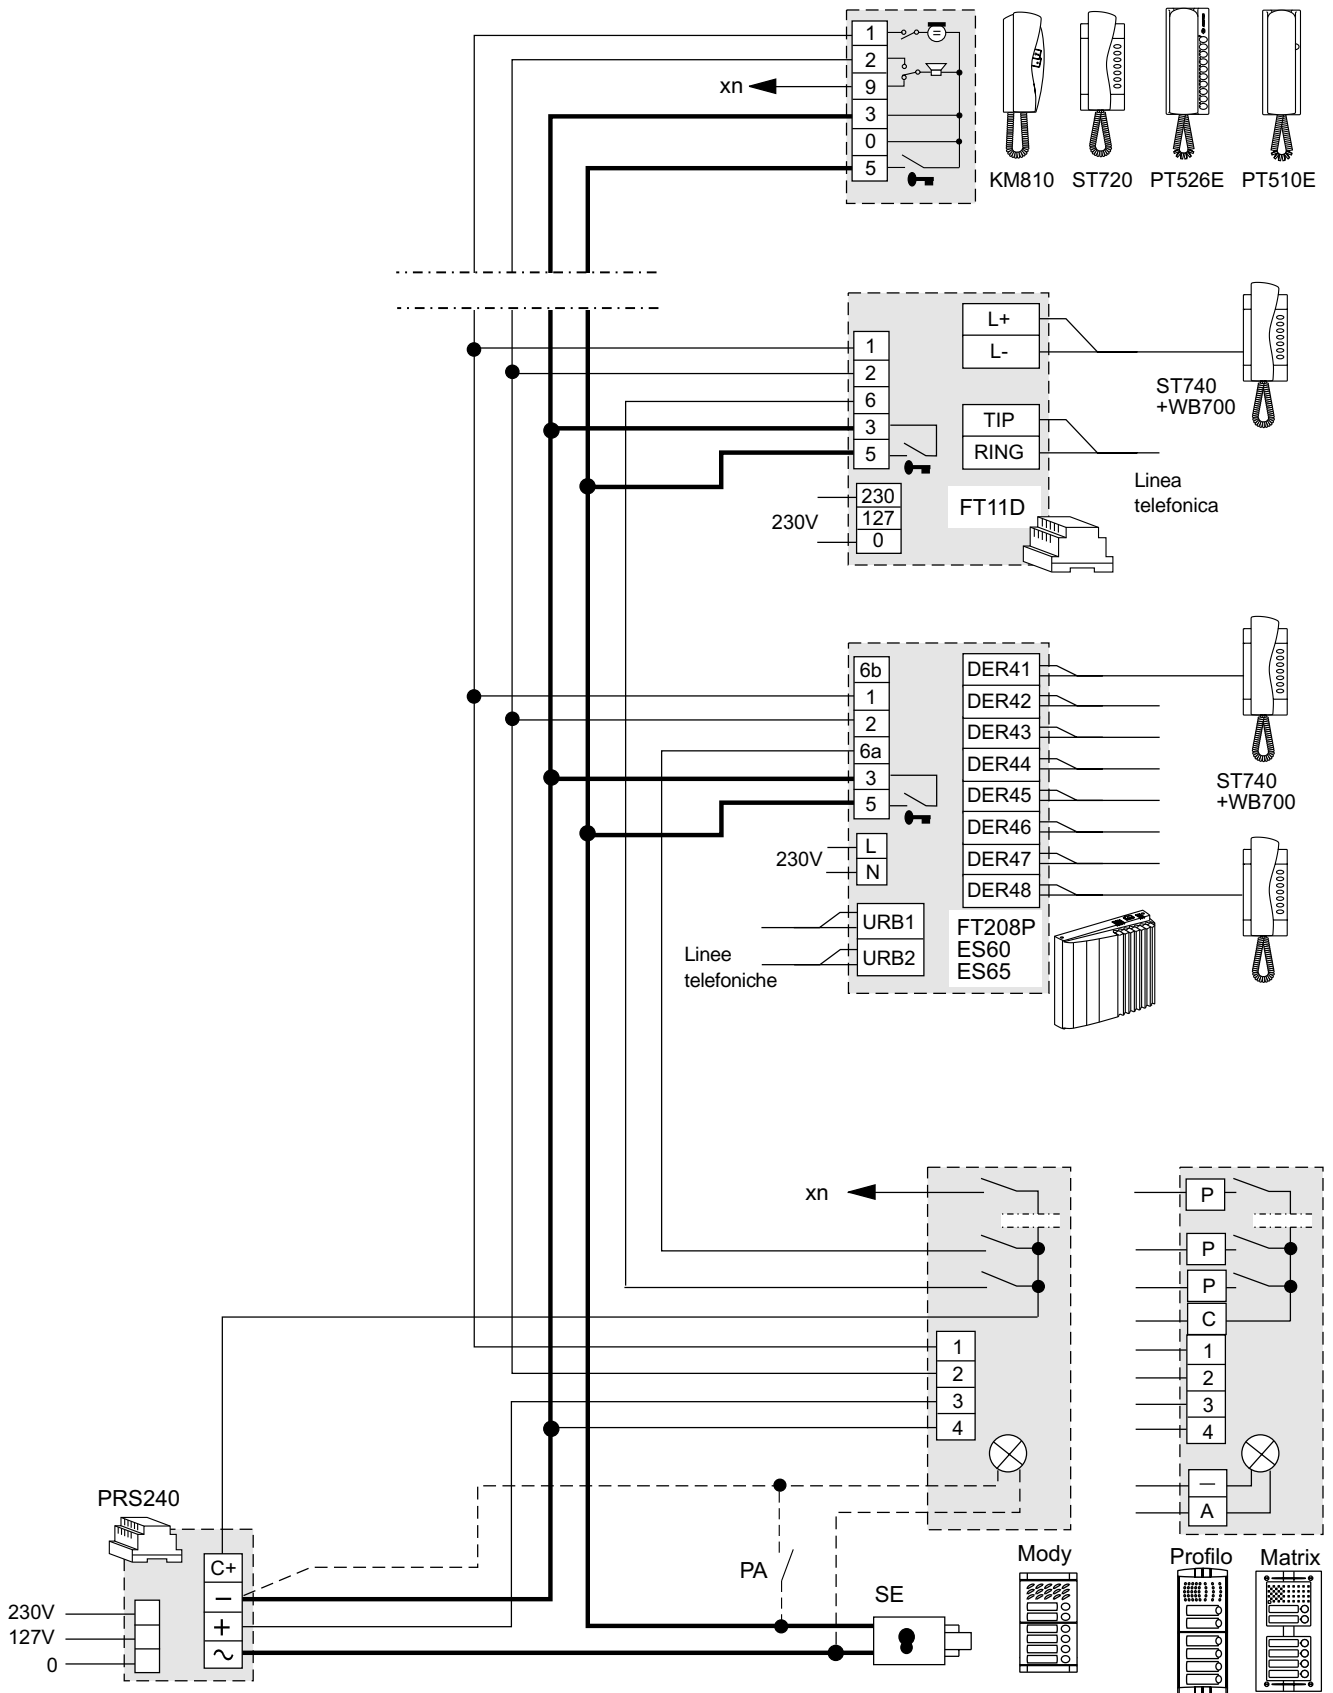 1
2
xn
9
3
0
5
KM810
ST720
PT526E
PT510E
L+
L-
1
2
6
3
5
TIP
RING
ST740
+WB700
Linea
telefonica
230V
230
127
0
FT11D
6b
1
2
6a
3
5
DER41
DER42
DER43
DER44
DER45
DER46
DER47
DER48
ST740
+WB700
230V
L
N
URB1
URB2
Linee
telefoniche
FT208P
ES60
ES65
xn
P
P
P
C
1
2
3
4
1
2
3
4
—
A
PRS240
C+
−
+
~
230V
127V
0
PA
SE
Mody
Profilo
Matrix